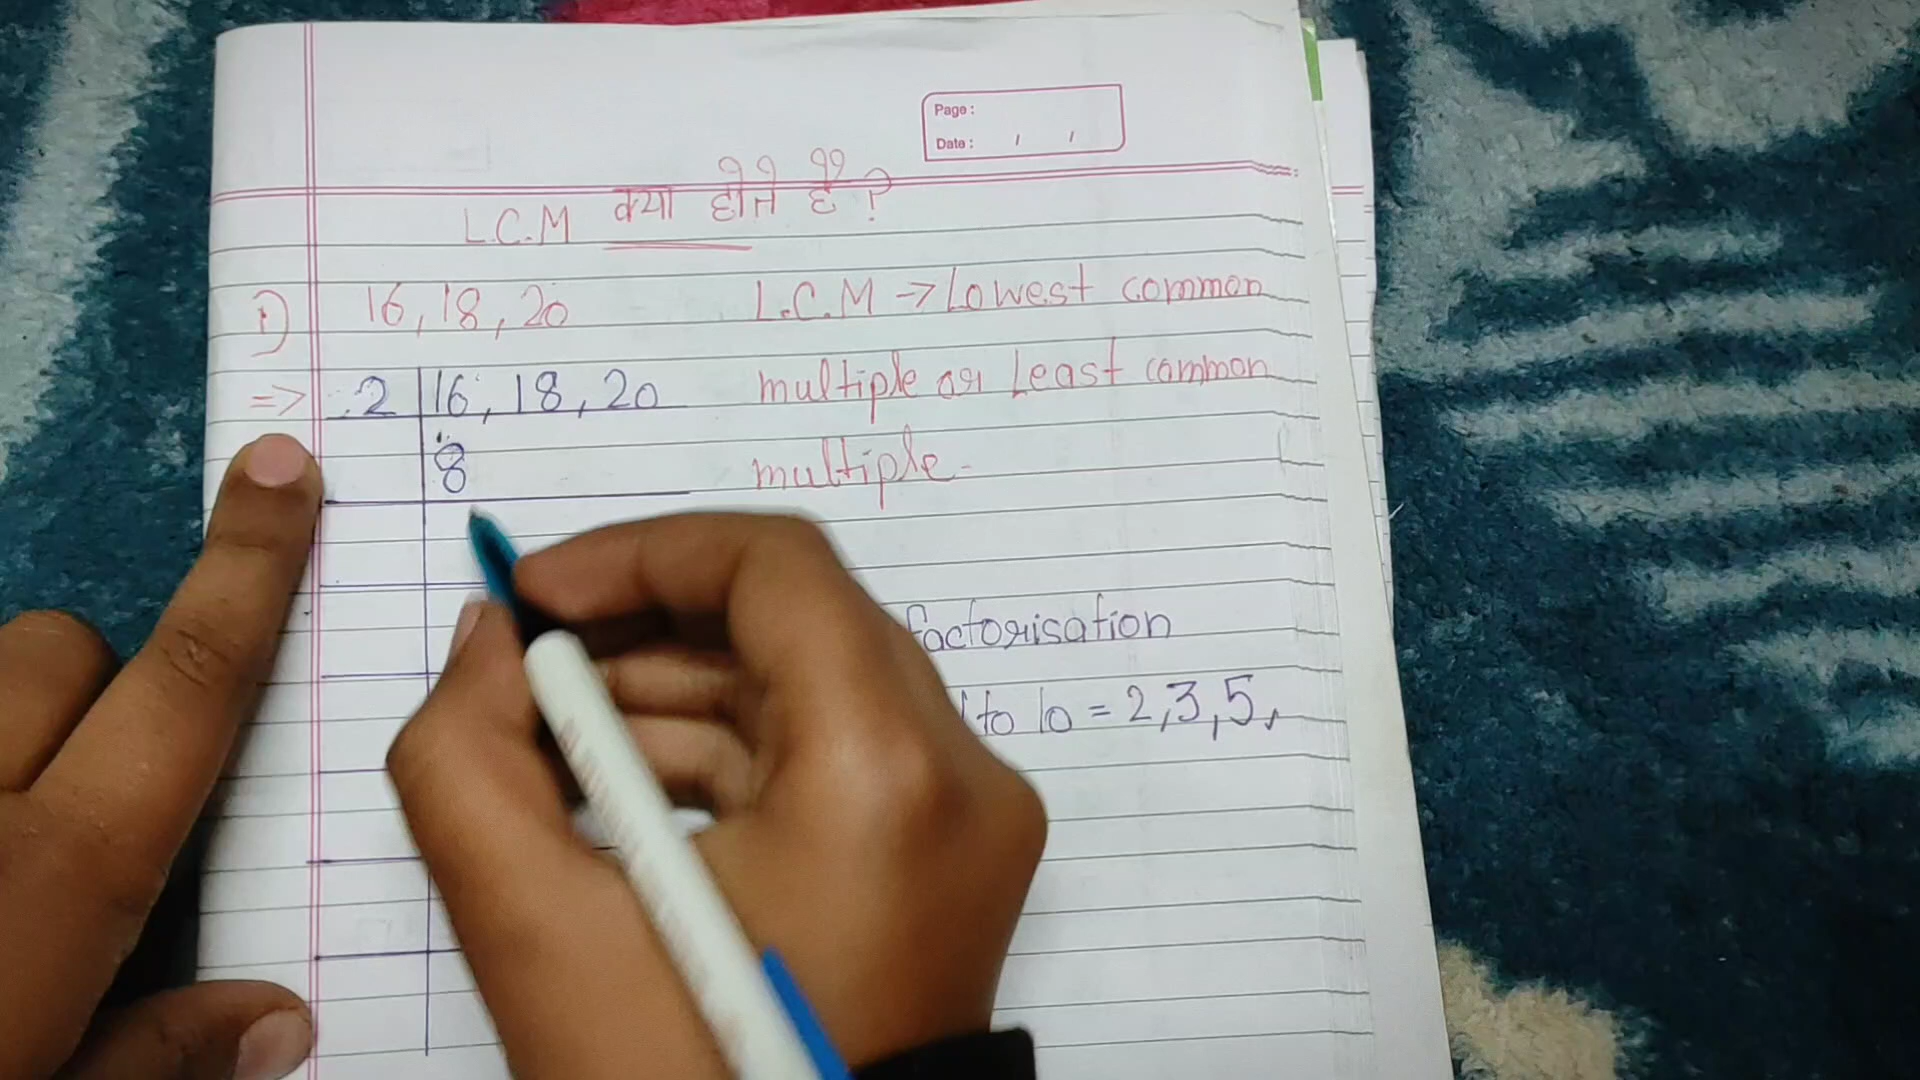 Page :
Date : / /
L.C.M क्या होते हैं ?
1) 16, 18, 20
L.C.M → Lowest common
=> 2 16, 18, 20
multiple or Least common
8
multiple-
factorisation
to 10 = 2,3,5,